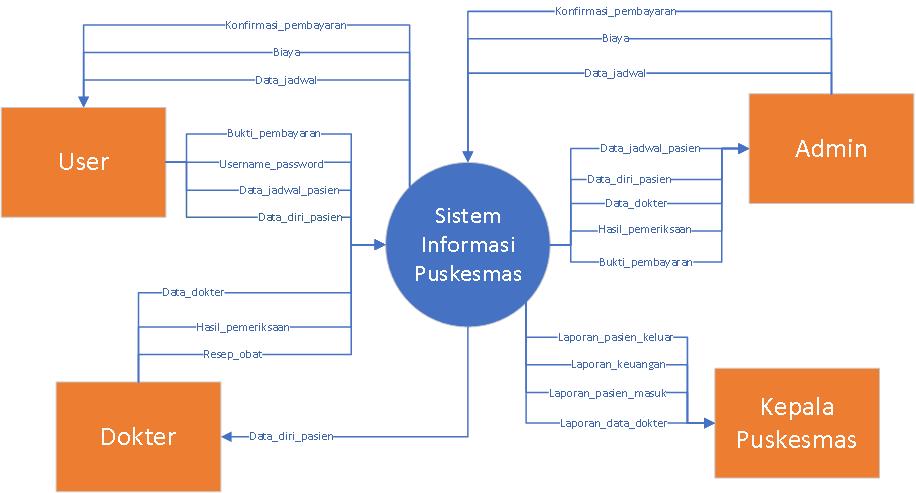 Konfirmasi_pembayaran
Biaya
Data_jadwal
Konfirmasi_pembayaran
Biaya
Data_jadwal
User
Bukti_pembayaran
Username_password
Data_jadwal_pasien
Data_diri_pasien
Sistem
Informasi
Puskesmas
Data_jadwal_pasien
Data_diri_pasien
Data_dokter
Hasil_pemeriksaan
Bukti_pembayaran
Admin
Data_dokter
Hasil_pemeriksaan
Resep_obat
Dokter
Data_diri_pasien
Laporan_pasien_keluar
Laporan_keuangan
Laporan_pasien_masuk
Laporan_data_dokter
Kepala
Puskesmas